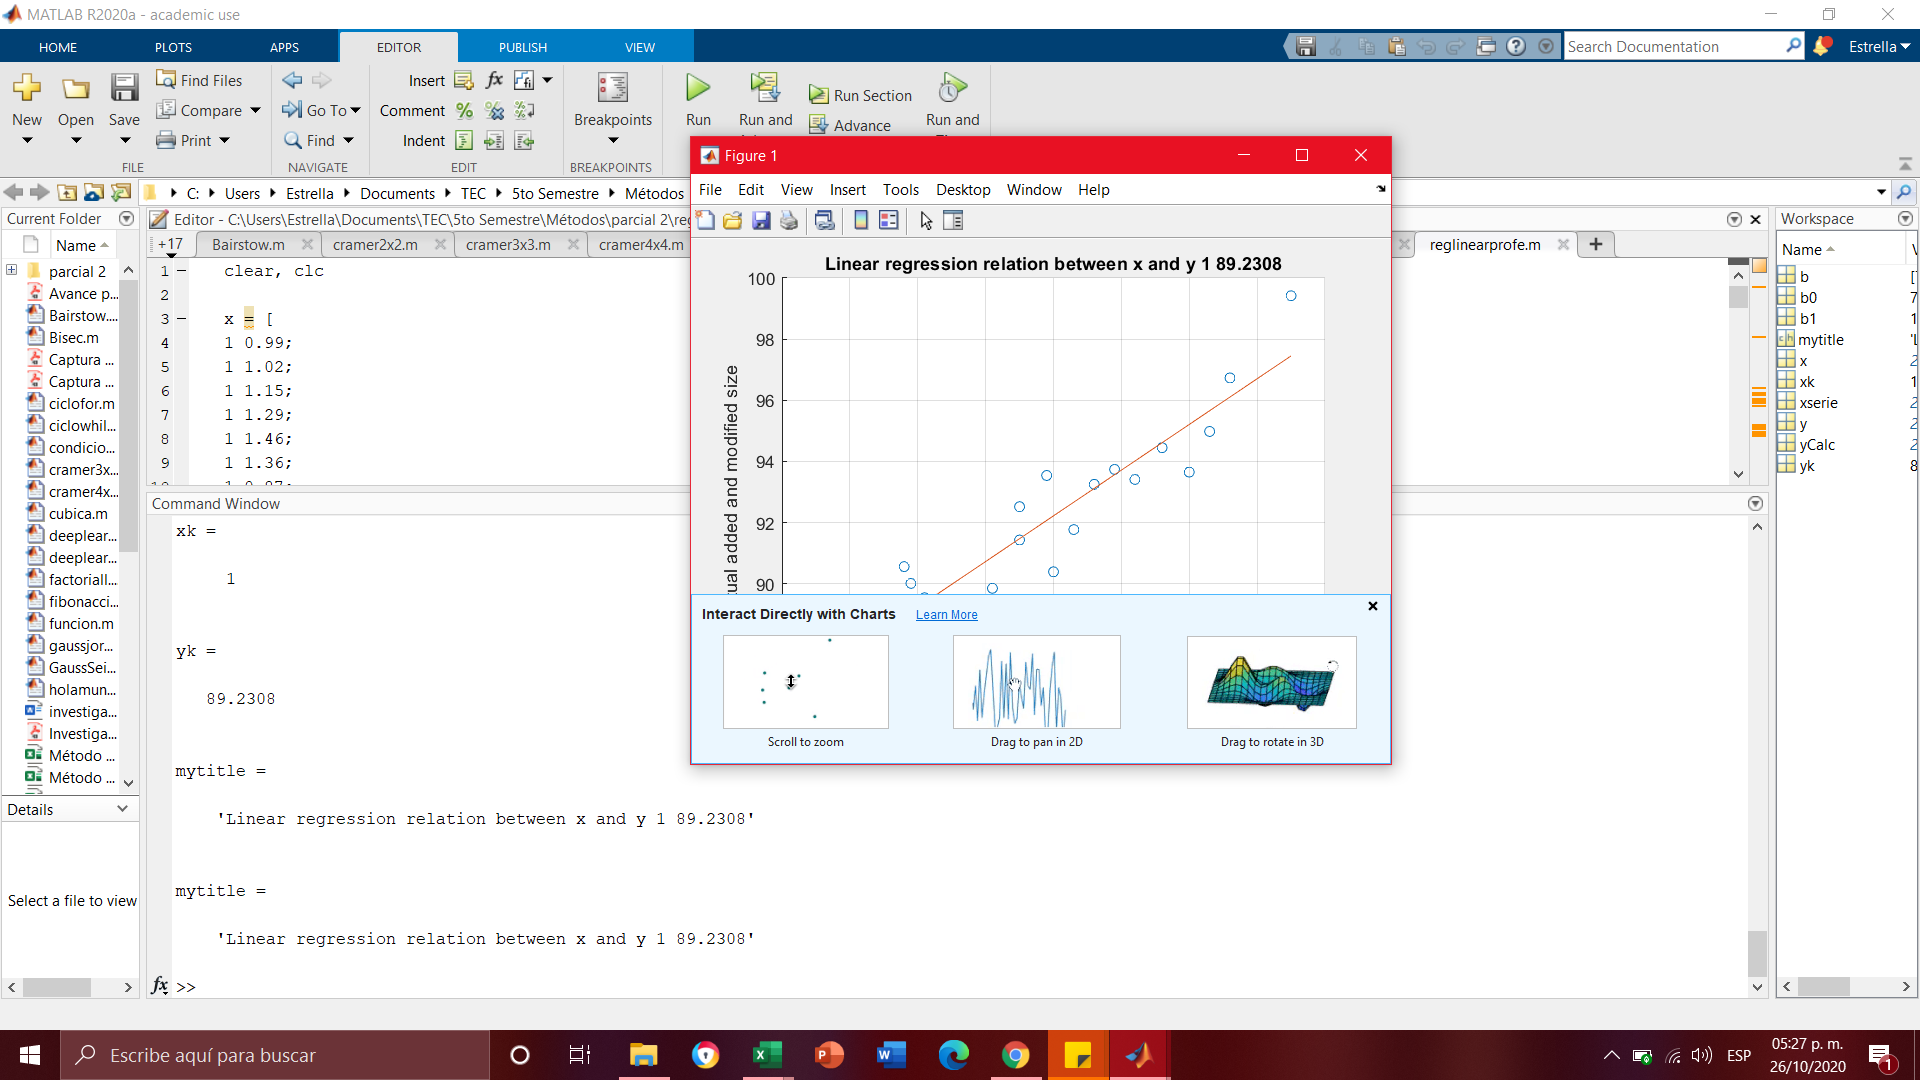 MATLAB R2020a - academic use
HOME PLOTS APPS EDITOR PUBLISH VIEW
Search Documentation
Estrella
New
Open
Save
Find Files
Compare
Print
FILE
Go To
Find
NAVIGATE
Insert
Comment
Indent
EDIT
Breakpoints
BREAKPOINTS
Run
Run and
Run Section
Advance
Run and
C: Users Estrella Documents TEC 5to Semestre Métodos
Current Folder
Name
parcial 2
Avance p...
Bairstow....
Bisec.m
Captura ...
Captura ...
ciclofor.m
ciclowhil...
condicio...
cramer3x...
cramer4x...
cubica.m
deeplear...
deeplear...
factoriall...
fibonacci...
funcion.m
gaussjor...
GaussSei...
holamun...
investiga...
Investiga...
Método ...
Método ...
Details
Select a file to view
Editor - C:\Users\Estrella\Documents\TEC\5to Semestre\Métodos\parcial 2\reg
+17 Bairstow.m cramer2x2.m cramer3x3.m cramer4x4.m reglinearprofe.m
1 clear, clc
2
3 x = [
4 1 0.99;
5 1 1.02;
6 1 1.15;
7 1 1.29;
8 1 1.46;
9 1 1.36;
Command Window
xk =
1
yk =
89.2308
mytitle =
'Linear regression relation between x and y 1 89.2308'
mytitle =
'Linear regression relation between x and y 1 89.2308'
fx >>
Figure 1
File Edit View Insert Tools Desktop Window Help
Linear regression relation between x and y 1 89.2308
100
98
96
94
92
90
added and modified size
Interact Directly with Charts Learn More
Scroll to zoom
Drag to pan in 2D
Drag to rotate in 3D
Workspace
Name
b
b0
b1
mytitle
x
xk
xserie
y
yCalc
yk
Escribe aquí para buscar
ESP
05:27 p. m.
26/10/2020
1